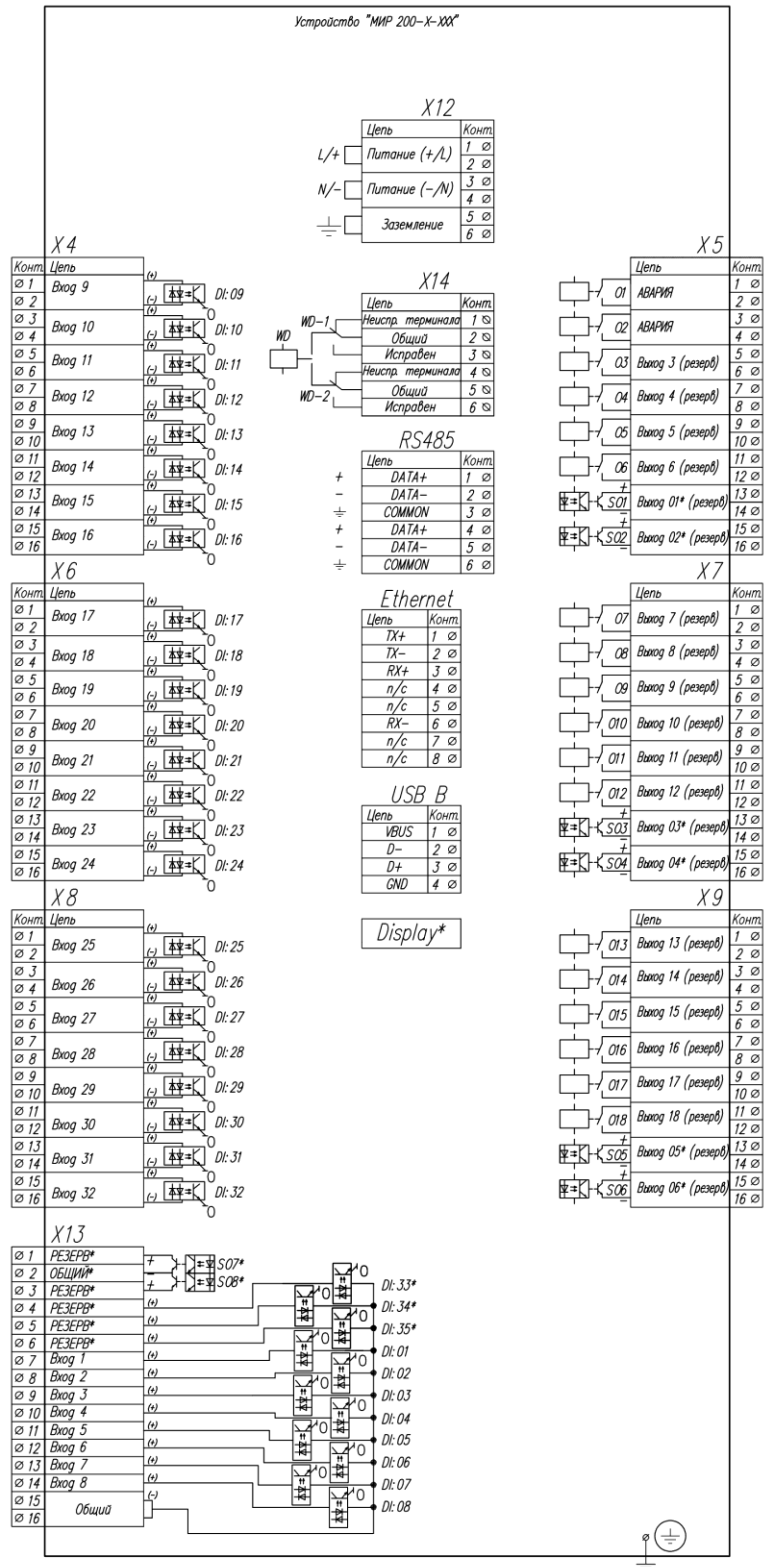 Устройство "МИР 200-X-XXX"
X12
Цепь Конт.
L/+ Питание (+/L) 1 ⌀
2 ⌀
N/- Питание (-/N) 3 ⌀
4 ⌀
Заземление 5 ⌀
6 ⌀
X4
Конт. Цепь
⌀ 1 Вход 9 (+)
⌀ 2 (-) DI: 09
⌀ 3 Вход 10 (+)
⌀ 4 (-) DI: 10
⌀ 5 Вход 11 (+)
⌀ 6 (-) DI: 11
⌀ 7 Вход 12 (+)
⌀ 8 (-) DI: 12
⌀ 9 Вход 13 (+)
⌀ 10 (-) DI: 13
⌀ 11 Вход 14 (+)
⌀ 12 (-) DI: 14
⌀ 13 Вход 15 (+)
⌀ 14 (-) DI: 15
⌀ 15 Вход 16 (+)
⌀ 16 (-) DI: 16
X14
Цепь Конт.
WD
WD-1 Неиспр. терминала 1 ⌀
Общий 2 ⌀
Исправен 3 ⌀
Неиспр. терминала 4 ⌀
WD-2 Общий 5 ⌀
Исправен 6 ⌀
RS485
Цепь Конт.
+ DATA+ 1 ⌀
- DATA- 2 ⌀
COMMON 3 ⌀
+ DATA+ 4 ⌀
- DATA- 5 ⌀
COMMON 6 ⌀
X5
Цепь Конт.
O1 АВАРИЯ 1 ⌀
2 ⌀
O2 АВАРИЯ 3 ⌀
4 ⌀
O3 Выход 3 (резерв) 5 ⌀
6 ⌀
O4 Выход 4 (резерв) 7 ⌀
8 ⌀
O5 Выход 5 (резерв) 9 ⌀
10 ⌀
O6 Выход 6 (резерв) 11 ⌀
12 ⌀
SO1 + Выход 01* (резерв) 13 ⌀
- 14 ⌀
SO2 + Выход 02* (резерв) 15 ⌀
- 16 ⌀
X6
Конт. Цепь
⌀ 1 Вход 17 (+)
⌀ 2 (-) DI: 17
⌀ 3 Вход 18 (+)
⌀ 4 (-) DI: 18
⌀ 5 Вход 19 (+)
⌀ 6 (-) DI: 19
⌀ 7 Вход 20 (+)
⌀ 8 (-) DI: 20
⌀ 9 Вход 21 (+)
⌀ 10 (-) DI: 21
⌀ 11 Вход 22 (+)
⌀ 12 (-) DI: 22
⌀ 13 Вход 23 (+)
⌀ 14 (-) DI: 23
⌀ 15 Вход 24 (+)
⌀ 16 (-) DI: 24
Ethernet
Цепь Конт.
TX+ 1 ⌀
TX- 2 ⌀
RX+ 3 ⌀
n/c 4 ⌀
n/c 5 ⌀
RX- 6 ⌀
n/c 7 ⌀
n/c 8 ⌀
USB B
Цепь Конт.
VBUS 1 ⌀
D- 2 ⌀
D+ 3 ⌀
GND 4 ⌀
X7
Цепь Конт.
O7 Выход 7 (резерв) 1 ⌀
2 ⌀
O8 Выход 8 (резерв) 3 ⌀
4 ⌀
O9 Выход 9 (резерв) 5 ⌀
6 ⌀
O10 Выход 10 (резерв) 7 ⌀
8 ⌀
O11 Выход 11 (резерв) 9 ⌀
10 ⌀
O12 Выход 12 (резерв) 11 ⌀
12 ⌀
SO3 + Выход 03* (резерв) 13 ⌀
- 14 ⌀
SO4 + Выход 04* (резерв) 15 ⌀
- 16 ⌀
X8
Конт. Цепь
⌀ 1 Вход 25 (+)
⌀ 2 (-) DI: 25
⌀ 3 Вход 26 (+)
⌀ 4 (-) DI: 26
⌀ 5 Вход 27 (+)
⌀ 6 (-) DI: 27
⌀ 7 Вход 28 (+)
⌀ 8 (-) DI: 28
⌀ 9 Вход 29 (+)
⌀ 10 (-) DI: 29
⌀ 11 Вход 30 (+)
⌀ 12 (-) DI: 30
⌀ 13 Вход 31 (+)
⌀ 14 (-) DI: 31
⌀ 15 Вход 32 (+)
⌀ 16 (-) DI: 32
Display*
X9
Цепь Конт.
O13 Выход 13 (резерв) 1 ⌀
2 ⌀
O14 Выход 14 (резерв) 3 ⌀
4 ⌀
O15 Выход 15 (резерв) 5 ⌀
6 ⌀
O16 Выход 16 (резерв) 7 ⌀
8 ⌀
O17 Выход 17 (резерв) 9 ⌀
10 ⌀
O18 Выход 18 (резерв) 11 ⌀
12 ⌀
SO5 + Выход 05* (резерв) 13 ⌀
- 14 ⌀
SO6 + Выход 06* (резерв) 15 ⌀
- 16 ⌀
X13
⌀ 1 РЕЗЕРВ* + SO7*
⌀ 2 ОБЩИЙ* - SO8*
⌀ 3 РЕЗЕРВ* +
⌀ 4 РЕЗЕРВ* (+) DI: 33*
⌀ 5 РЕЗЕРВ* (+) DI: 34*
⌀ 6 РЕЗЕРВ* (+) DI: 35*
⌀ 7 Вход 1 (+) DI: 01
⌀ 8 Вход 2 (+) DI: 02
⌀ 9 Вход 3 (+) DI: 03
⌀ 10 Вход 4 (+) DI: 04
⌀ 11 Вход 5 (+) DI: 05
⌀ 12 Вход 6 (+) DI: 06
⌀ 13 Вход 7 (+) DI: 07
⌀ 14 Вход 8 (+) DI: 08
⌀ 15 Общий (-)
⌀ 16